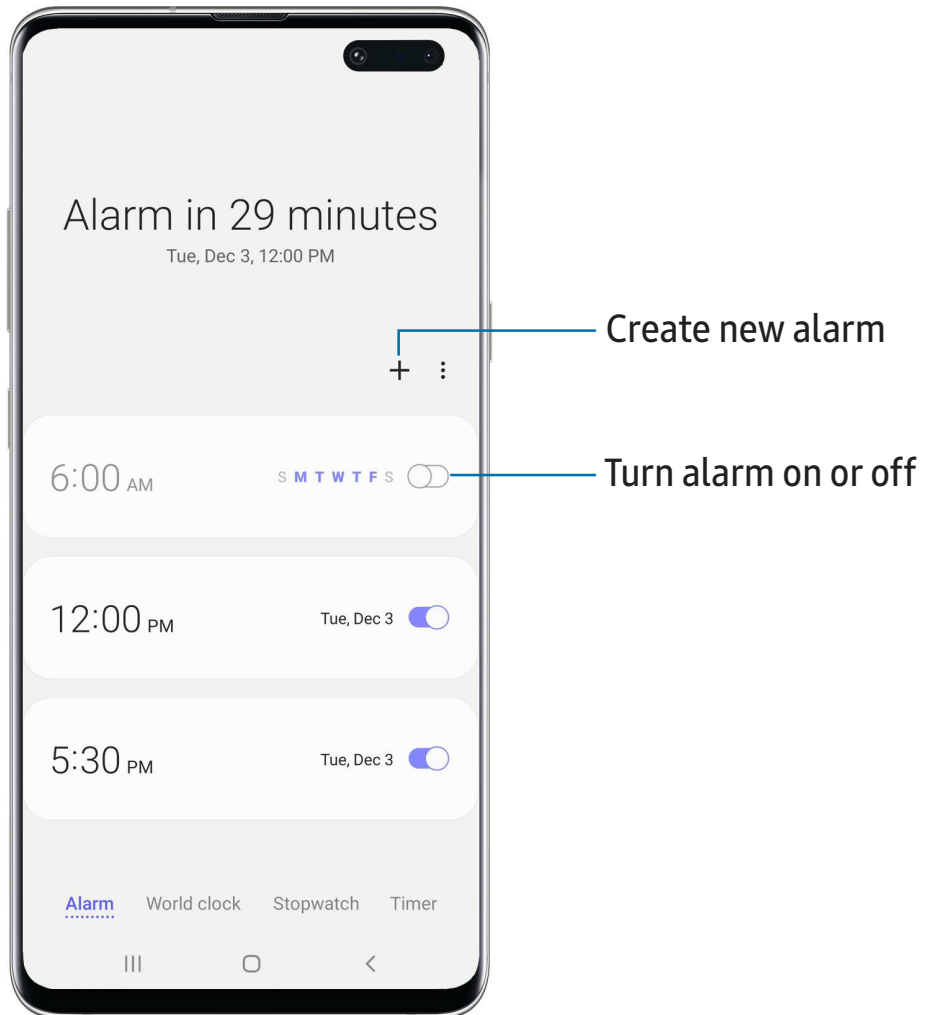 Alarm in 29 minutes
Tue, Dec 3, 12:00 PM
Create new alarm
6:00 AM S M T W T F S
Turn alarm on or off
12:00 PM Tue, Dec 3
5:30 PM Tue, Dec 3
Alarm World clock Stopwatch Timer